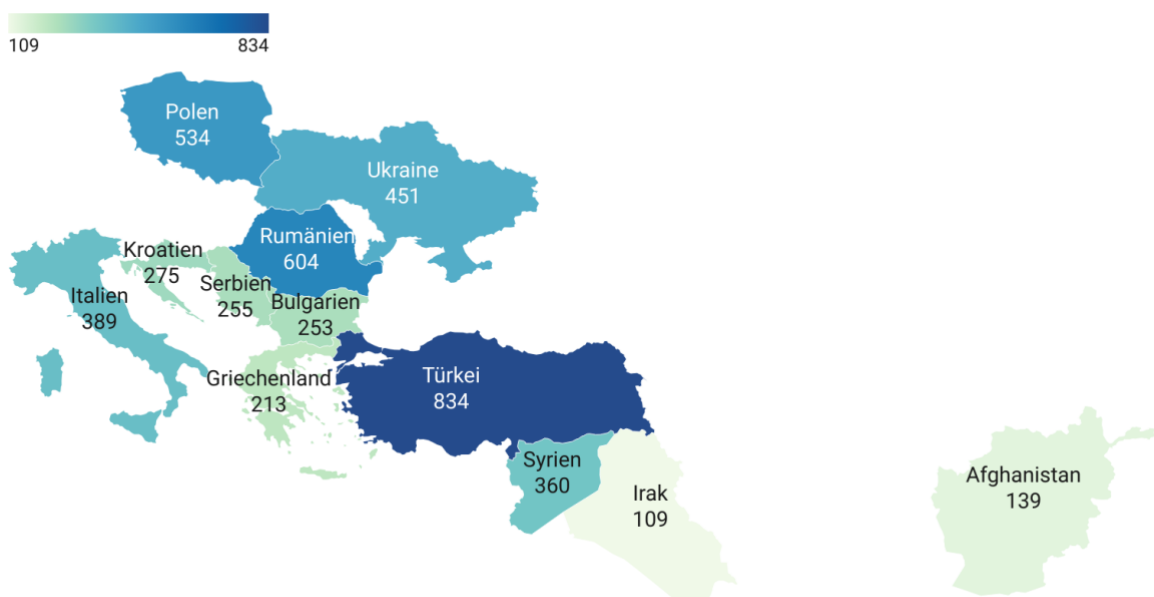 109
834
Polen
534
Ukraine
451
Rumänien
604
Kroatien
275
Serbien
255
Italien
389
Bulgarien
253
Griechenland
213
Türkei
834
Syrien
360
Irak
109
Afghanistan
139